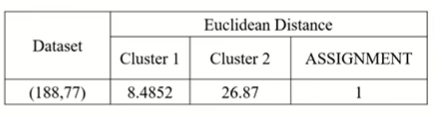 Dataset
Euclidean Distance
Cluster 1 Cluster 2 ASSIGNMENT
(188,77) 8.4852 26.87 1